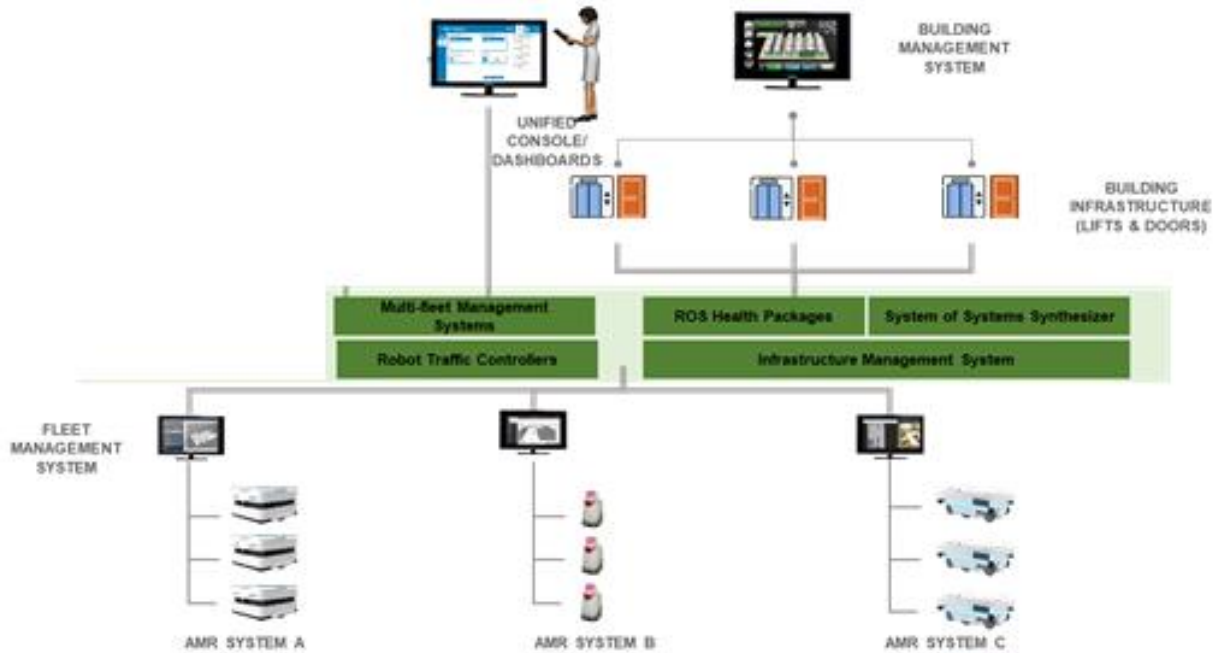 BUILDING
MANAGEMENT
SYSTEM
UNIFIED
CONSOLE/
DASHBOARDS
BUILDING
INFRASTRUCTURE
(LIFTS & DOORS)
Multi-fleet Management
Systems
ROS Health Packages
System of Systems Synthesizer
Robot Traffic Controllers
Infrastructure Management System
FLEET
MANAGEMENT
SYSTEM
AMR SYSTEM A
AMR SYSTEM B
AMR SYSTEM C